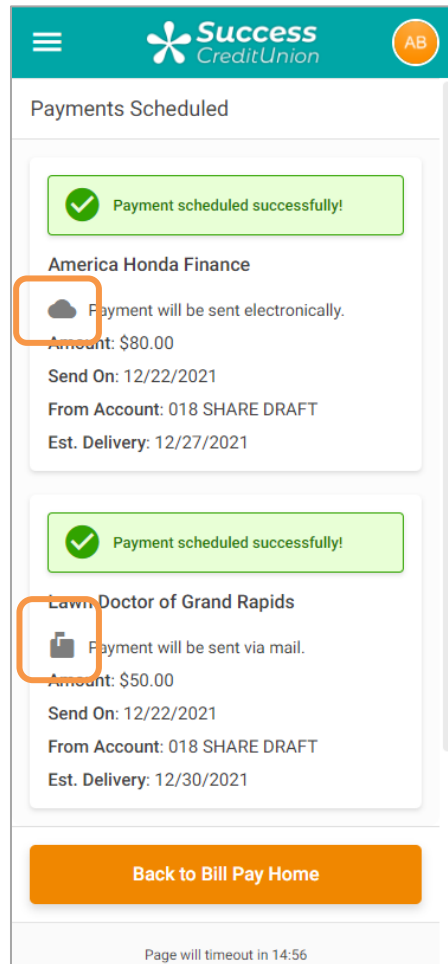 Success
CreditUnion
AB
Payments Scheduled
Payment scheduled successfully!
America Honda Finance
Payment will be sent electronically.
Amount: $80.00
Send On: 12/22/2021
From Account: 018 SHARE DRAFT
Est. Delivery: 12/27/2021
Payment scheduled successfully!
Lawn Doctor of Grand Rapids
Payment will be sent via mail.
Amount: $50.00
Send On: 12/22/2021
From Account: 018 SHARE DRAFT
Est. Delivery: 12/30/2021
Back to Bill Pay Home
Page will timeout in 14:56